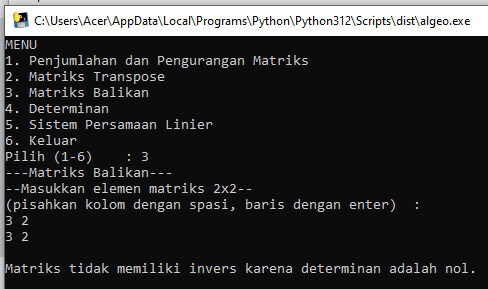 C:\Users\Acer\AppData\Local\Programs\Python\Python312\Scripts\dist\algeo.exe
MENU
1. Penjumlahan dan Pengurangan Matriks
2. Matriks Transpose
3. Matriks Balikan
4. Determinan
5. Sistem Persamaan Linier
6. Keluar
Pilih (1-6)    : 3
---Matriks Balikan---
--Masukkan elemen matriks 2x2--
(pisahkan kolom dengan spasi, baris dengan enter)  :
3 2
3 2
Matriks tidak memiliki invers karena determinan adalah nol.